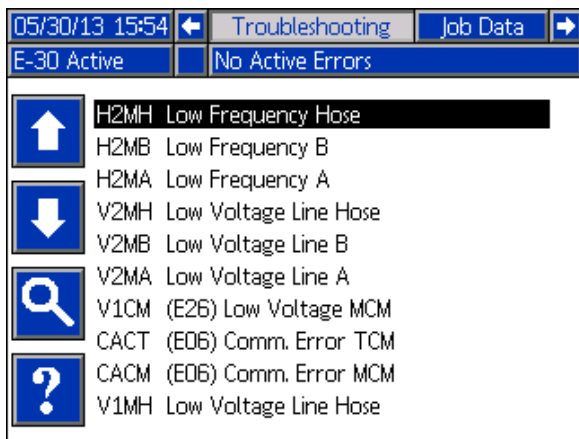 05/30/13 15:54 Troubleshooting Job Data
E-30 Active No Active Errors
H2MH Low Frequency Hose
H2MB Low Frequency B
H2MA Low Frequency A
V2MH Low Voltage Line Hose
V2MB Low Voltage Line B
V2MA Low Voltage Line A
V1CM (E26) Low Voltage MCM
CACT (E06) Comm. Error TCM
CACM (E06) Comm. Error MCM
V1MH Low Voltage Line Hose
?